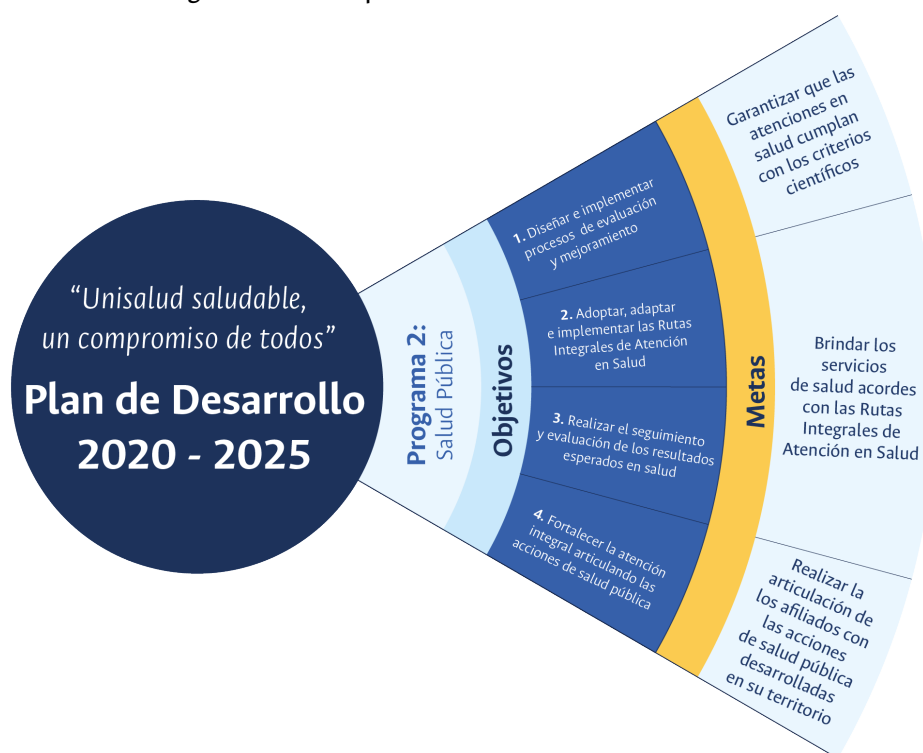 “Unisalud saludable,
un compromiso de todos”
Plan de Desarrollo
2020 - 2025
Programa 2:
Salud Pública
Objetivos
1. Diseñar e implementar
procesos de evaluación
y mejoramiento
2. Adoptar, adaptar
e implementar las Rutas
Integrales de Atención
en Salud
3. Realizar el seguimiento
y evaluación de los resultados
esperados en salud
4. Fortalecer la atención
integral articulando las
acciones de salud pública
Metas
Garantizar que las
atenciones en
salud cumplan
con los criterios
científicos
Brindar los
servicios
de salud acordes
con las Rutas
Integrales de
Atención en Salud
Realizar la
articulación de
los afiliados con
las acciones
de salud pública
desarrolladas
en su territorio